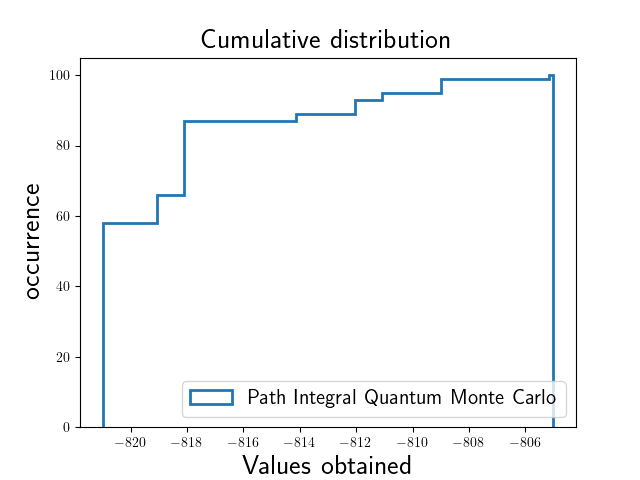 Cumulative distribution
occurrence
100
80
60
40
20
0
−820 −818 −816 −814 −812 −810 −808 −806
Values obtained
Path Integral Quantum Monte Carlo